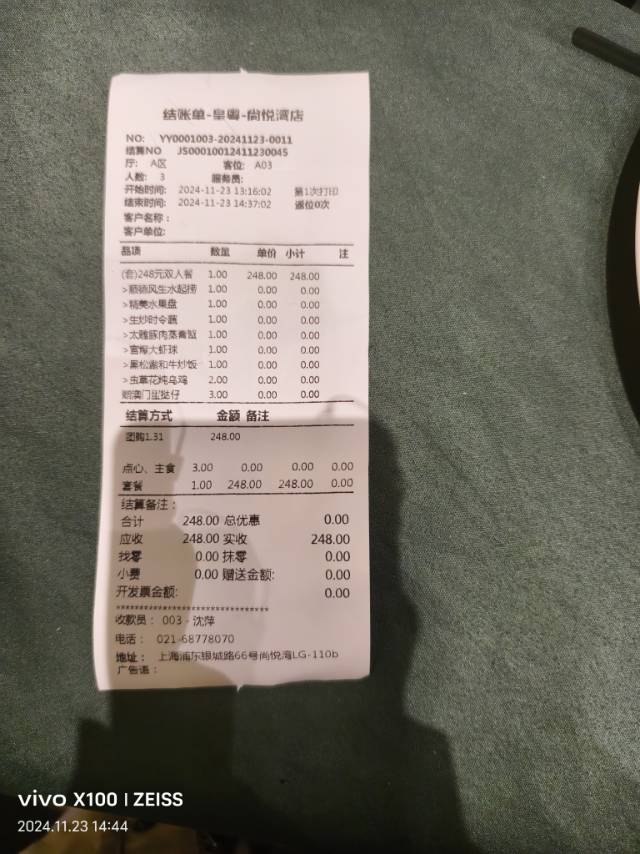 结账单-皇粤-尚悦湾店
NO: YY0001003-20241123-0011
结算NO JS00010012411230045
厅: A区 客位: A03
人数: 3 服务员:
开始时间: 2024-11-23 13:16:02 第1次打印
结束时间: 2024-11-23 14:37:02 返位0次
客户名称:
客户单位:
品项 数量 单价 小计 注
(套)248元双人餐 1.00 248.00 248.00
>顺骑风生水起捞 1.00 0.00 0.00
>精美水果盘 1.00 0.00 0.00
>生炒时令蔬 1.00 0.00 0.00
>太雕豚肉蒸膏蟹 1.00 0.00 0.00
>宫爆大虾球 1.00 0.00 0.00
>黑松露和牛炒饭 1.00 0.00 0.00
>虫草花炖乌鸡 2.00 0.00 0.00
赠澳门蛋挞仔 3.00 0.00 0.00
结算方式 金额 备注
团购1.31 248.00
点心、主食 3.00 0.00 0.00 0.00
套餐 1.00 248.00 248.00 0.00
结算备注:
合计 248.00 总优惠 0.00
应收 248.00 实收 248.00
找零 0.00 抹零 0.00
小费 0.00 赠送金额: 0.00
开发票金额: 0.00
******************************
收款员: 003 - 沈萍
电话: 021-68778070
地址: 上海浦东银城路66号尚悦湾LG-110b
广告语:
vivo X100 | ZEISS
2024.11.23 14:44